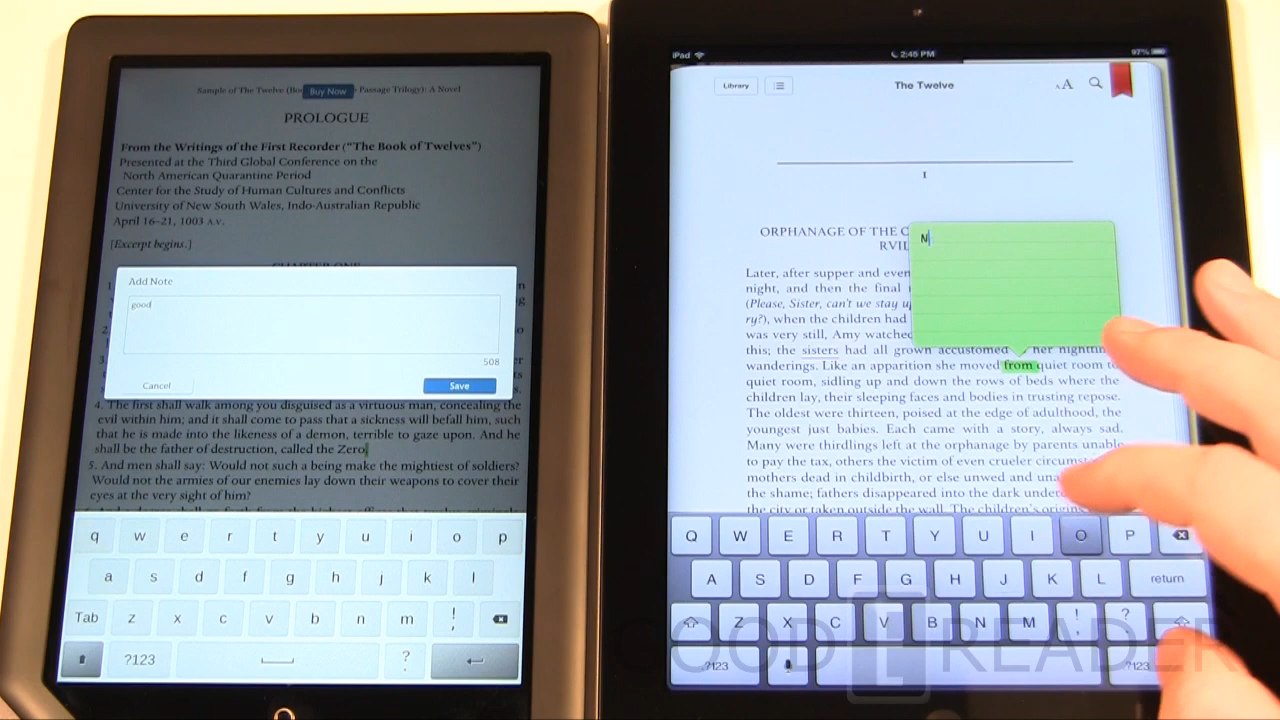 Sample of The Twelve (Boo
Buy Now
Passage Trilogy): A Novel
PROLOGUE
From the Writings of the First Recorder ("The Book of Twelves")
Presented at the Third Global Conference on the
North American Quarantine Period
Center for the Study of Human Cultures and Conflicts
University of New South Wales, Indo-Australian Republic
April 16–21, 1003 A.V.
[Excerpt begins.]
CHAPTER ONE
Add Note
good
508
Cancel
Save
4. The first shall walk among you disguised as a virtuous man, concealing the
evil within him; and it shall come to pass that a sickness will befall him, such
that he is made into the likeness of a demon, terrible to gaze upon. And he
shall be the father of destruction, called the Zero.
5. And men shall say: Would not such a being make the mightiest of soldiers?
Would not the armies of our enemies lay down their weapons to cover their
eyes at the very sight of him?
q w e r t y u i o p
a s d f g h j k l
Tab z x c v b n m ! ,
?123 ? .
iPad
2:45 PM
97%
Library
The Twelve
AA
I
ORPHANAGE OF THE
RVIL
N
Later, after supper and even
night, and then the final
(Please, Sister, can't we stay u
ry?), when the children had
was very still, Amy watched
this; the sisters had all grown accustomed her nighttim
wanderings. Like an apparition she moved from quiet room to
quiet room, sidling up and down the rows of beds where the
children lay, their sleeping faces and bodies in trusting repose.
The oldest were thirteen, poised at the edge of adulthood, the
youngest just babies. Each came with a story, always sad.
Many were thirdlings left at the orphanage by parents unable
to pay the tax, others the victim of even crueler circums
mothers dead in childbirth, or else unwed and una
the shame; fathers disappeared into the dark under
the city or taken outside the wall. The children's origins
Q W E R T Y U I O P
A S D F G H J K L return
Z X C V B N M ! , ? .
.?123 .?123
GOOD E READER